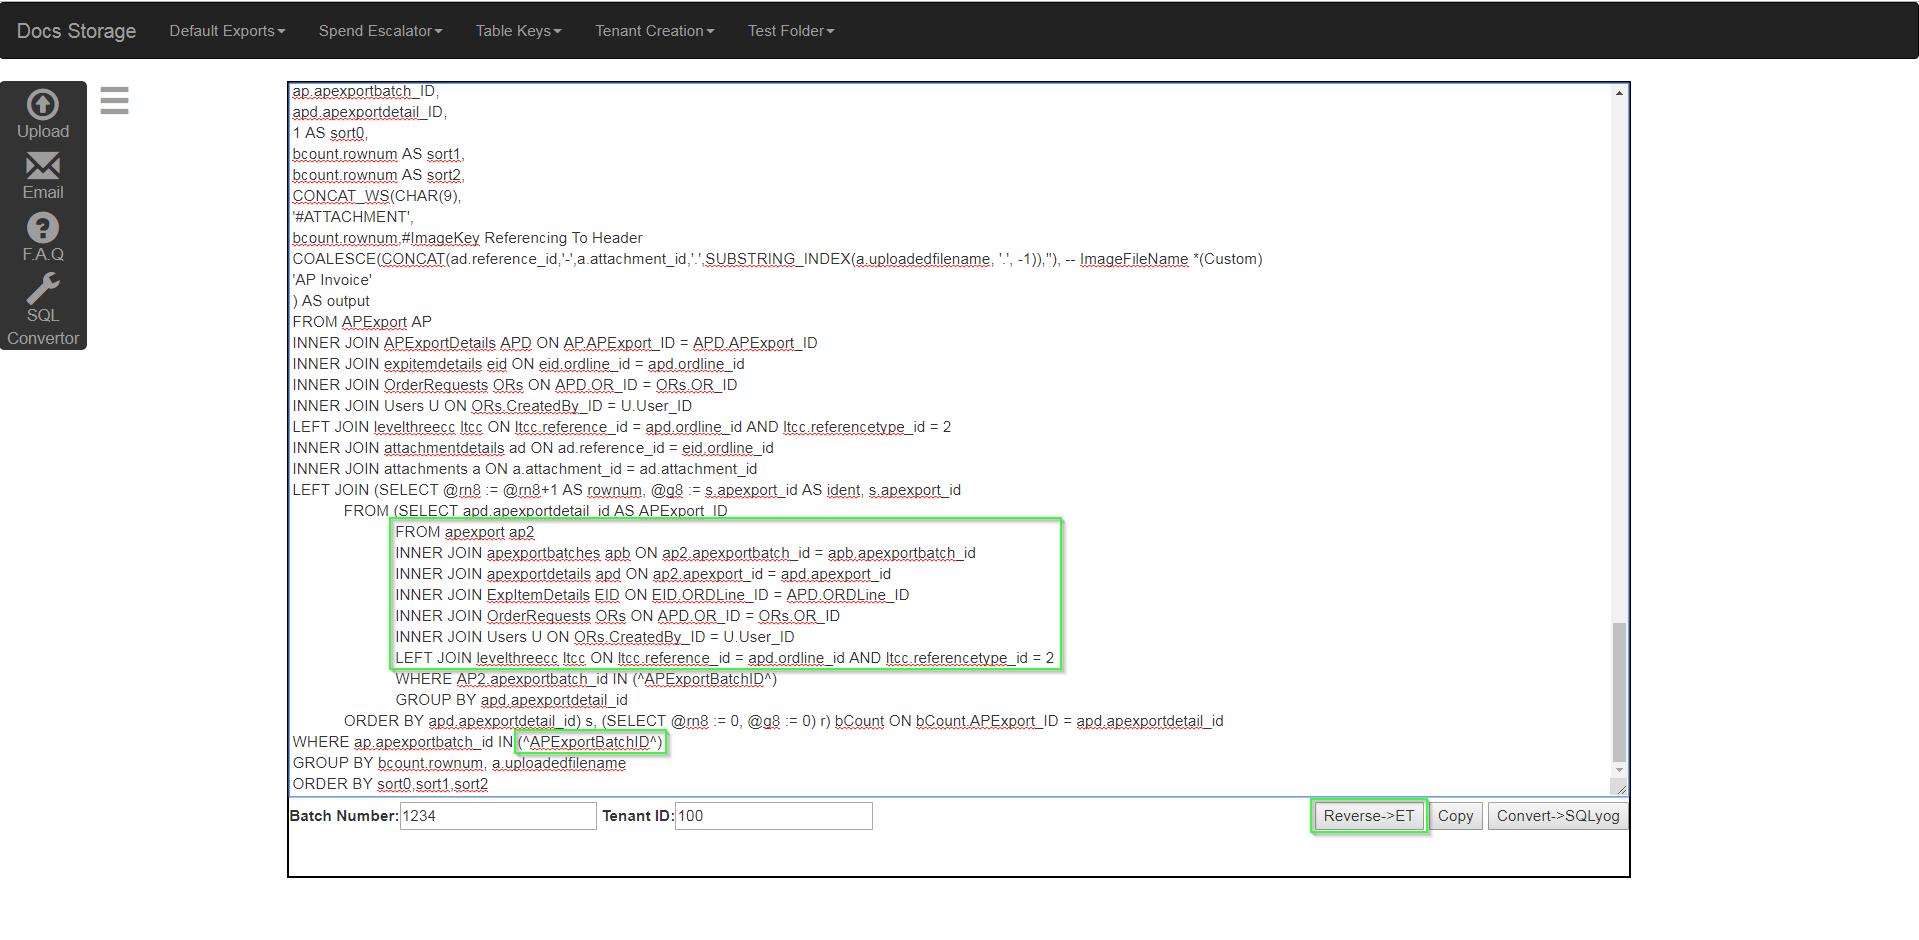 Docs Storage Default Exports Spend Escalator Table Keys Tenant Creation Test Folder
Upload
Email
F.A.Q
SQL
Convertor
ap.apexportbatch_ID,
apd.apexportdetail_ID,
1 AS sort0,
bcount.rownum AS sort1,
bcount.rownum AS sort2,
CONCAT_WS(CHAR(9),
'#ATTACHMENT',
bcount.rownum,#ImageKey Referencing To Header
COALESCE(CONCAT(ad.reference_id,'-',a.attachment_id,'.',SUBSTRING_INDEX(a.uploadedfilename, '.', -1)),''), -- ImageFileName *(Custom)
'AP Invoice'
) AS output
FROM APExport AP
INNER JOIN APExportDetails APD ON AP.APExport_ID = APD.APExport_ID
INNER JOIN expitemdetails eid ON eid.ordline_id = apd.ordline_id
INNER JOIN OrderRequests ORs ON APD.OR_ID = ORs.OR_ID
INNER JOIN Users U ON ORs.CreatedBy_ID = U.User_ID
LEFT JOIN levelthreecc ltcc ON ltcc.reference_id = apd.ordline_id AND ltcc.referencetype_id = 2
INNER JOIN attachmentdetails ad ON ad.reference_id = eid.ordline_id
INNER JOIN attachments a ON a.attachment_id = ad.attachment_id
LEFT JOIN (SELECT @rn8 := @rn8+1 AS rownum, @g8 := s.apexport_id AS ident, s.apexport_id
FROM (SELECT apd.apexportdetail_id AS APExport_ID
FROM apexport ap2
INNER JOIN apexportbatches apb ON ap2.apexportbatch_id = apb.apexportbatch_id
INNER JOIN apexportdetails apd ON ap2.apexport_id = apd.apexport_id
INNER JOIN ExpItemDetails EID ON EID.ORDLine_ID = APD.ORDLine_ID
INNER JOIN OrderRequests ORs ON APD.OR_ID = ORs.OR_ID
INNER JOIN Users U ON ORs.CreatedBy_ID = U.User_ID
LEFT JOIN levelthreecc ltcc ON ltcc.reference_id = apd.ordline_id AND ltcc.referencetype_id = 2
WHERE AP2.apexportbatch_id IN (^APExportBatchID^)
GROUP BY apd.apexportdetail_id
ORDER BY apd.apexportdetail_id) s, (SELECT @rn8 := 0, @g8 := 0) r) bCount ON bCount.APExport_ID = apd.apexportdetail_id
WHERE ap.apexportbatch_id IN (^APExportBatchID^)
GROUP BY bcount.rownum, a.uploadedfilename
ORDER BY sort0,sort1,sort2
Batch Number: 1234 Tenant ID: 100 Reverse->ET Copy Convert->SQLyog